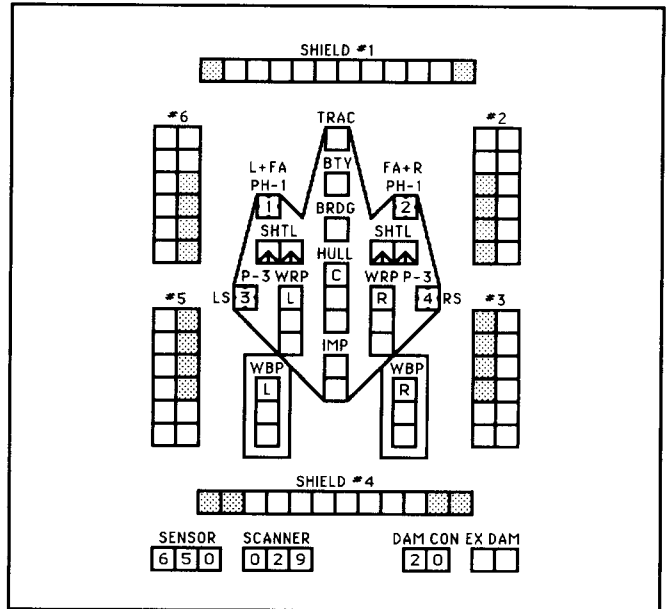 SHIELD #1
#6
TRAC
#2
L+FA
PH-1
BTY
FA+R
PH-1
1
2
BRDG
SHTL
SHTL
HULL
P-3 WRP
C
WRP P-3
#5
LS 3
L
R
4 RS
#3
IMP
WBP
L
WBP
R
SHIELD #4
SENSOR
SCANNER
DAM CON
EX DAM
6 5 0
0 2 9
2 0